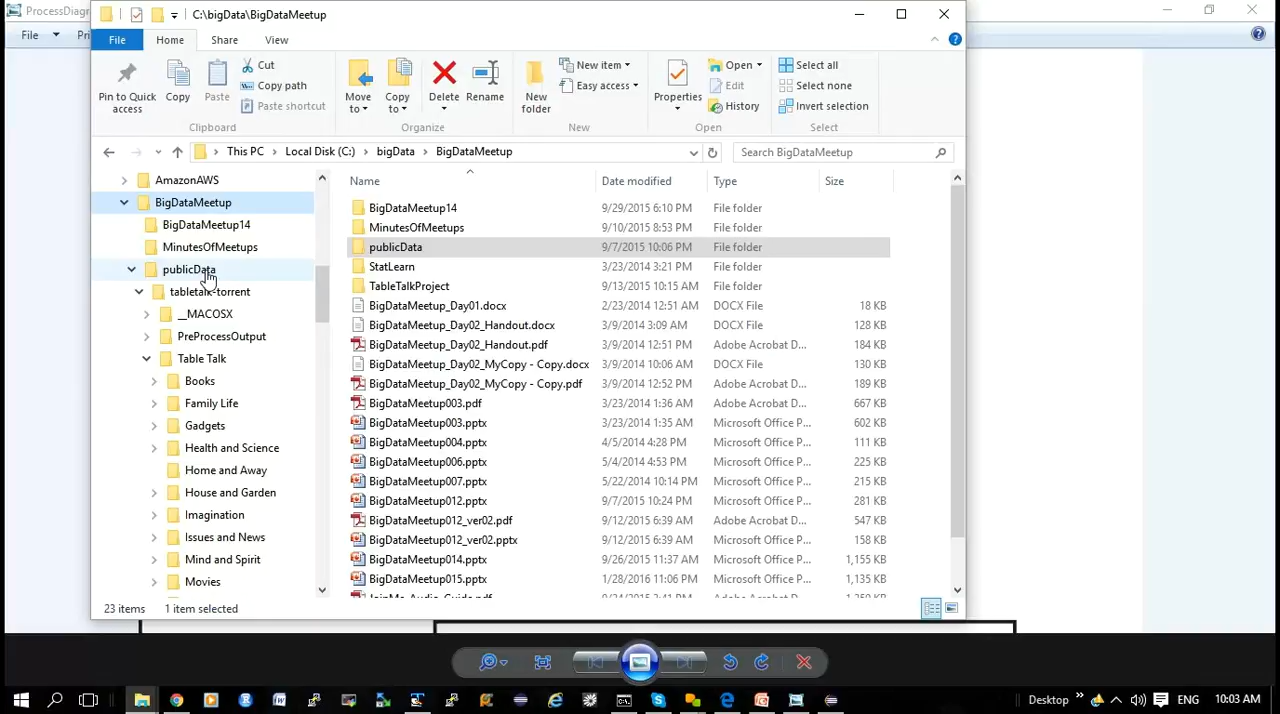 ProcessDiagr
C:\bigData\BigDataMeetup
File Pri
File Home Share View
Pin to Quick access
Copy
Paste
Cut
Copy path
Paste shortcut
Clipboard
Move to
Copy to
Delete
Rename
Organize
New folder
New item
Easy access
New
Properties
Open
Edit
History
Open
Select all
Select none
Invert selection
Select
This PC > Local Disk (C:) > bigData > BigDataMeetup
Search BigDataMeetup
AmazonAWS
BigDataMeetup
BigDataMeetup14
MinutesOfMeetups
publicData
tabletalk-torrent
__MACOSX
PreProcessOutput
Table Talk
Books
Family Life
Gadgets
Health and Science
Home and Away
House and Garden
Imagination
Issues and News
Mind and Spirit
Movies
Name Date modified Type Size
BigDataMeetup14 9/29/2015 6:10 PM File folder
MinutesOfMeetups 9/10/2015 8:53 PM File folder
publicData 9/7/2015 10:06 PM File folder
StatLearn 3/23/2014 3:21 PM File folder
TableTalkProject 9/13/2015 10:15 AM File folder
BigDataMeetup_Day01.docx 2/23/2014 12:51 AM DOCX File 18 KB
BigDataMeetup_Day02_Handout.docx 3/9/2014 3:09 AM DOCX File 128 KB
BigDataMeetup_Day02_Handout.pdf 3/9/2014 12:51 PM Adobe Acrobat D... 184 KB
BigDataMeetup_Day02_MyCopy - Copy.docx 3/9/2014 10:06 AM DOCX File 130 KB
BigDataMeetup_Day02_MyCopy - Copy.pdf 3/9/2014 12:52 PM Adobe Acrobat D... 189 KB
BigDataMeetup003.pdf 3/23/2014 1:36 AM Adobe Acrobat D... 667 KB
BigDataMeetup003.pptx 3/23/2014 1:35 AM Microsoft Office P... 602 KB
BigDataMeetup004.pptx 4/5/2014 4:28 PM Microsoft Office P... 111 KB
BigDataMeetup006.pptx 5/4/2014 4:53 PM Microsoft Office P... 225 KB
BigDataMeetup007.pptx 5/22/2014 10:14 PM Microsoft Office P... 215 KB
BigDataMeetup012.pptx 9/7/2015 10:24 PM Microsoft Office P... 281 KB
BigDataMeetup012_ver02.pdf 9/12/2015 6:39 AM Adobe Acrobat D... 547 KB
BigDataMeetup012_ver02.pptx 9/12/2015 6:39 AM Microsoft Office P... 158 KB
BigDataMeetup014.pptx 9/26/2015 11:37 AM Microsoft Office P... 1,155 KB
BigDataMeetup015.pptx 1/28/2016 11:06 PM Microsoft Office P... 1,135 KB
23 items 1 item selected
Desktop ENG 10:03 AM